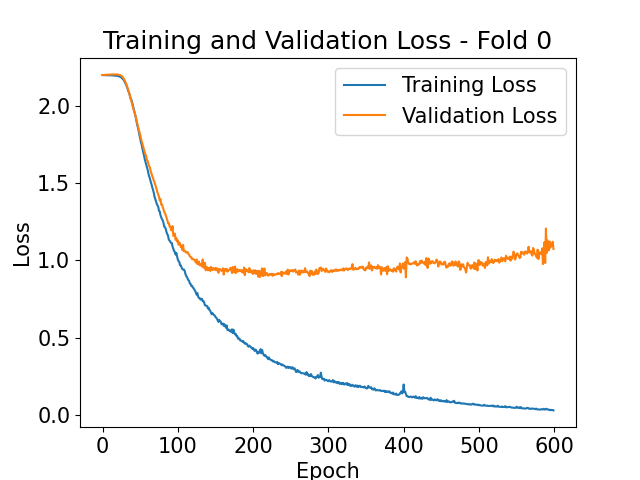 Training and Validation Loss - Fold 0
Training Loss
Validation Loss
Loss
2.0
1.5
1.0
0.5
0.0
0 100 200 300 400 500 600
Epoch